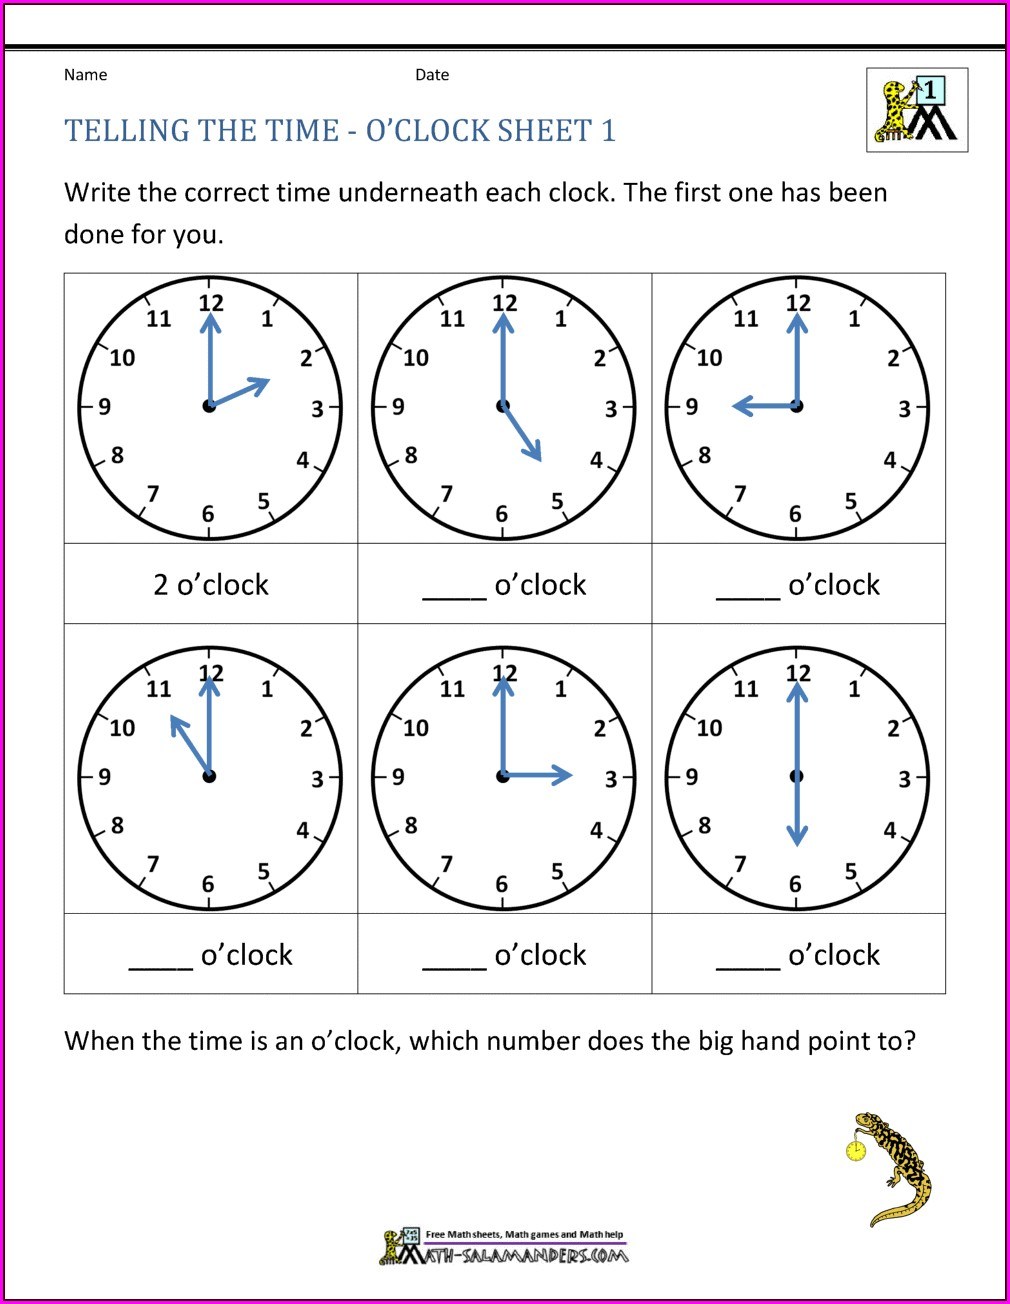 Name Date
1
TELLING THE TIME - O’CLOCK SHEET 1
Write the correct time underneath each clock. The first one has been
done for you.
12 1 2 3 4 5 6 7 8 9 10 11
12 1 2 3 4 5 6 7 8 9 10 11
12 1 2 3 4 5 6 7 8 9 10 11
2 o’clock ____ o’clock ____ o’clock
12 1 2 3 4 5 6 7 8 9 10 11
12 1 2 3 4 5 6 7 8 9 10 11
12 1 2 3 4 5 6 7 8 9 10 11
____ o’clock ____ o’clock ____ o’clock
When the time is an o’clock, which number does the big hand point to?
Free Math sheets, Math games and Math help
MATH-SALAMANDERS.COM